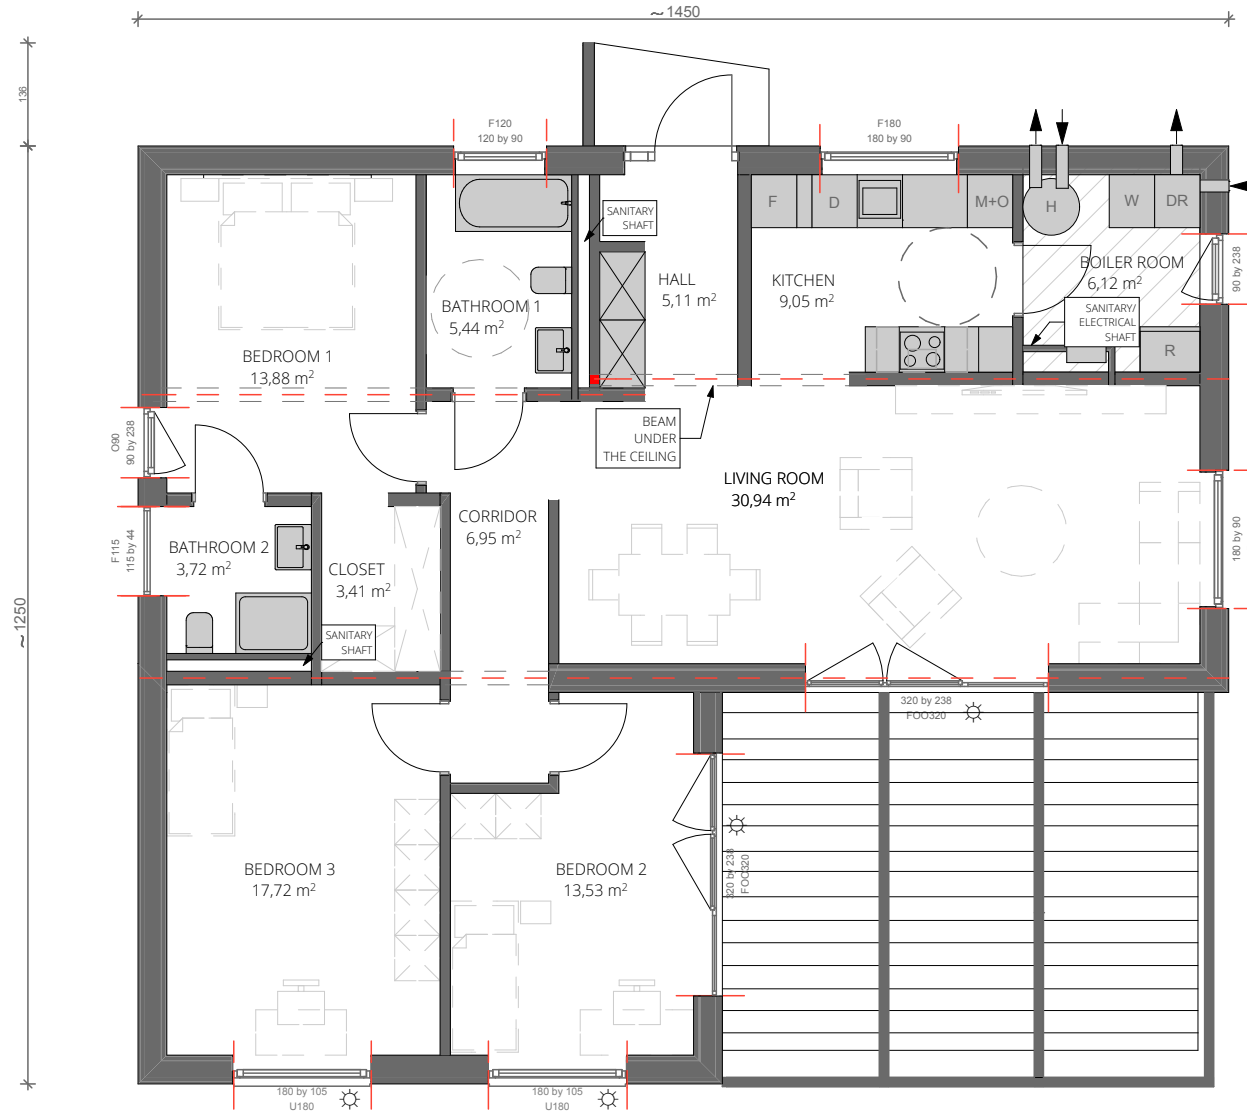 ~1450
136
F120
120 by 90
F180
180 by 90
SANITARY
SHAFT
F
D
M+O
H
W
DR
HALL
5,11 m²
KITCHEN
9,05 m²
BOILER ROOM
6,12 m²
90 by 238
BATHROOM 1
5,44 m²
SANITARY/
ELECTRICAL
SHAFT
R
BEDROOM 1
13,88 m²
BEAM
UNDER
THE CEILING
O90
90 by 238
LIVING ROOM
30,94 m²
CORRIDOR
6,95 m²
180 by 90
F115
115 by 44
BATHROOM 2
3,72 m²
CLOSET
3,41 m²
~1250
SANITARY
SHAFT
320 by 238
FOO320
320 by 238
FOO320
BEDROOM 3
17,72 m²
BEDROOM 2
13,53 m²
180 by 105
U180
180 by 105
U180